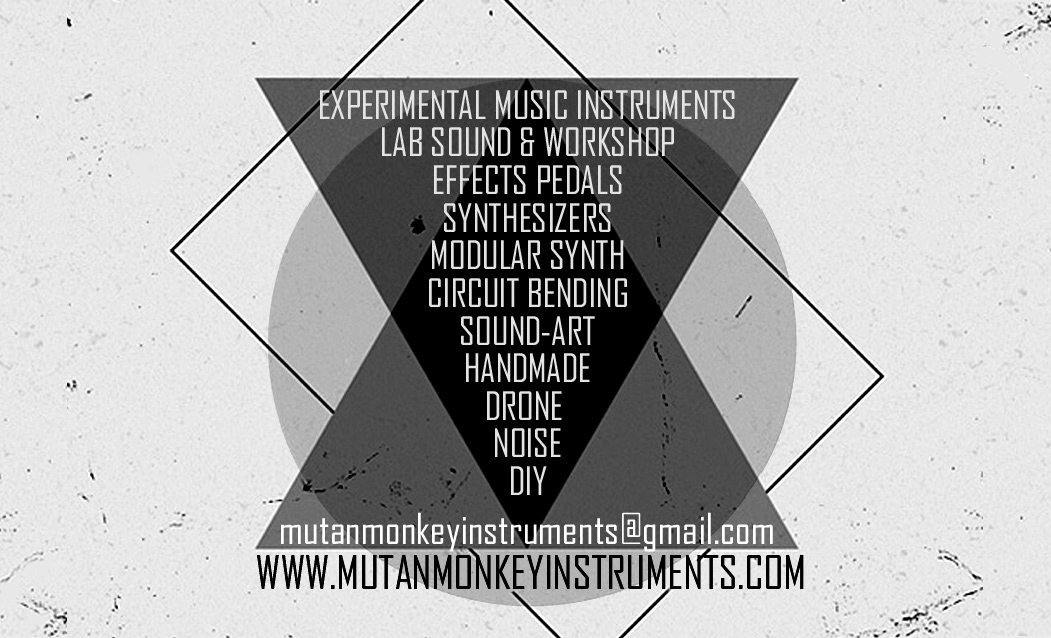 EXPERIMENTAL MUSIC INSTRUMENTS
LAB SOUND & WORKSHOP
EFFECTS PEDALS
SYNTHESIZERS
MODULAR SYNTH
CIRCUIT BENDING
SOUND-ART
HANDMADE
DRONE
NOISE
DIY
mutanmonkeyinstruments@gmail.com
WWW.MUTANMONKEYINSTRUMENTS.COM